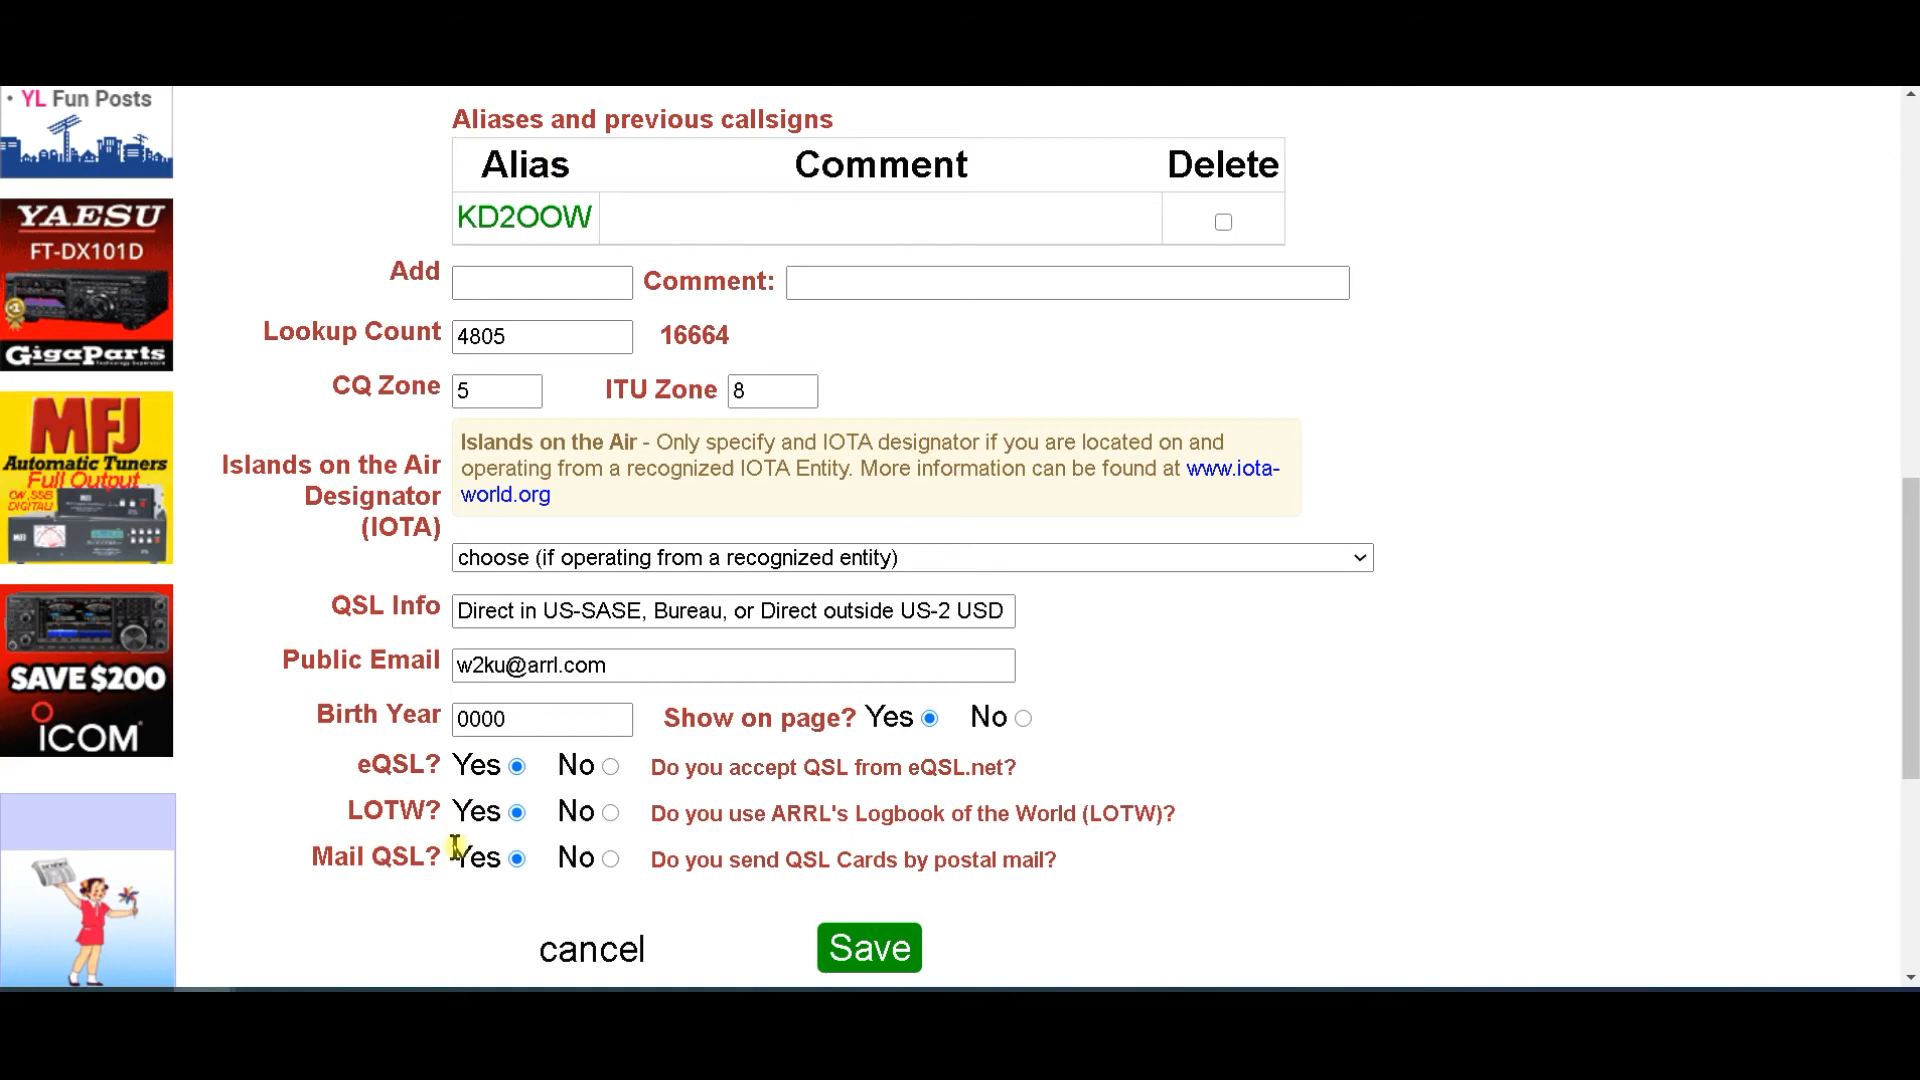 • YL Fun Posts
YAESU
FT-DX101D
GigaParts
MFJ
Automatic Tuners
Full Output
CW, SSB
DIGITAL!
SAVE $200
ICOM
Aliases and previous callsigns
Alias Comment Delete
KD2OOW
Add Comment:
Lookup Count 4805 16664
CQ Zone 5 ITU Zone 8
Islands on the Air
Designator
(IOTA)
Islands on the Air - Only specify and IOTA designator if you are located on and
operating from a recognized IOTA Entity. More information can be found at www.iota-
world.org
choose (if operating from a recognized entity)
QSL Info Direct in US-SASE, Bureau, or Direct outside US-2 USD
Public Email w2ku@arrl.com
Birth Year 0000 Show on page? Yes No
eQSL? Yes No Do you accept QSL from eQSL.net?
LOTW? Yes No Do you use ARRL's Logbook of the World (LOTW)?
Mail QSL? Yes No Do you send QSL Cards by postal mail?
cancel Save